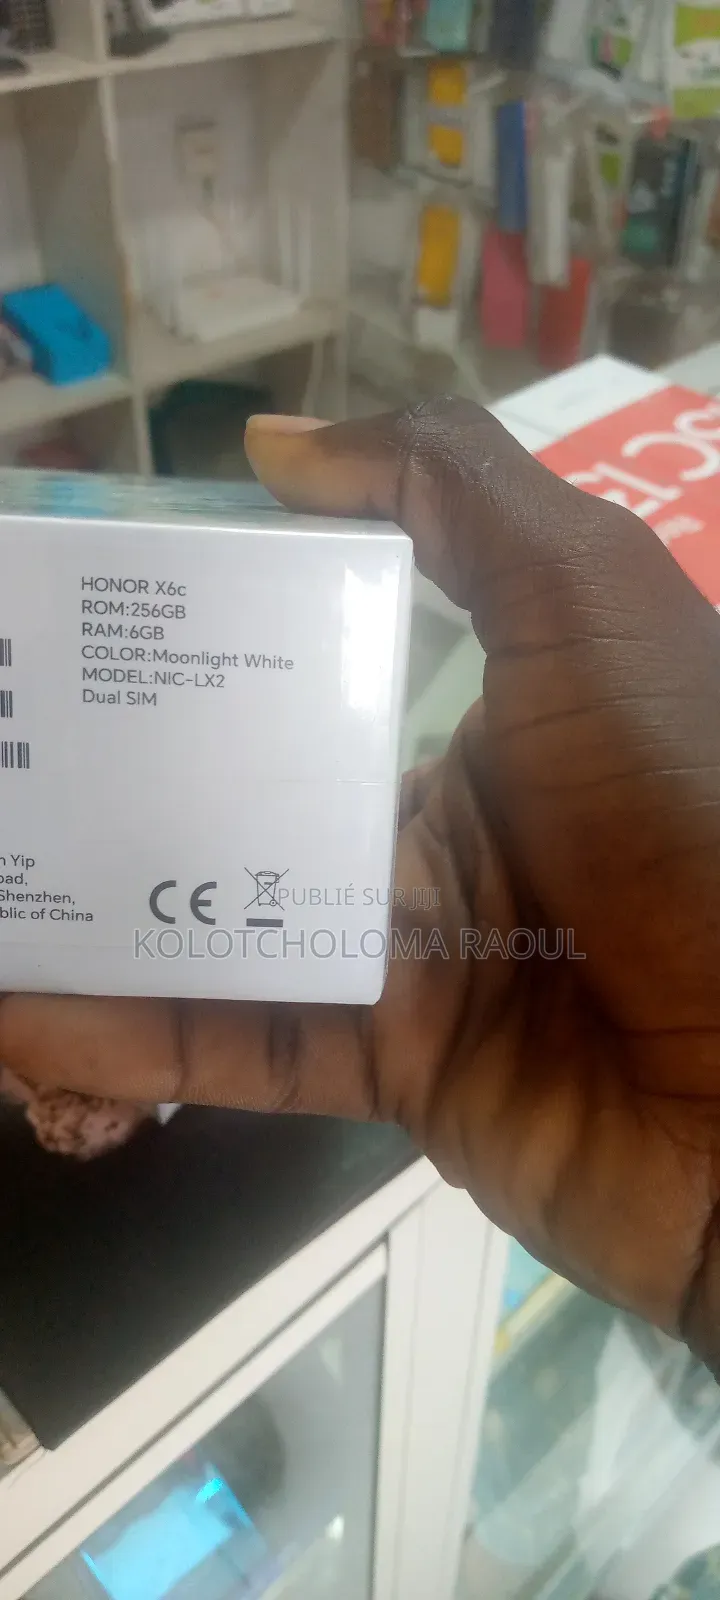 HONOR X6c
ROM:256GB
RAM:6GB
COLOR:Moonlight White
MODEL:NIC-LX2
Dual SIM
n Yip
oad,
Shenzhen,
blic of China
CE
PUBLIÉ SUR JIJI
KOLOTCHOLOMA RAOUL